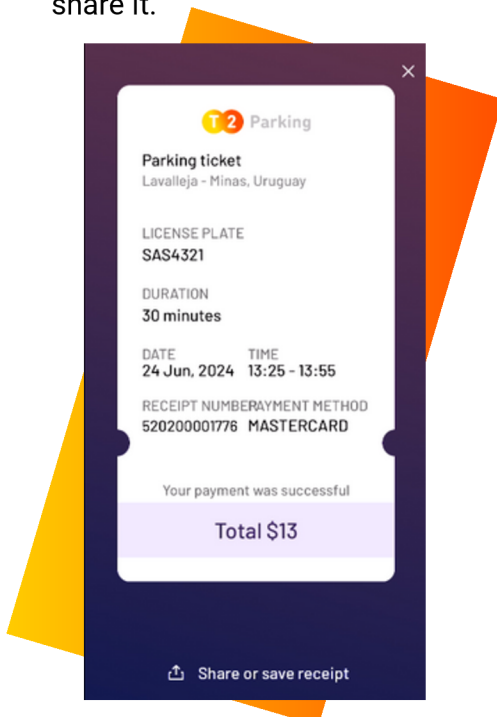 share it.
T2 Parking
Parking ticket
Lavalleja - Minas, Uruguay
LICENSE PLATE
SAS4321
DURATION
30 minutes
DATE TIME
24 Jun, 2024 13:25 - 13:55
RECEIPT NUMBER PAYMENT METHOD
520200001776 MASTERCARD
Your payment was successful
Total $13
Share or save receipt